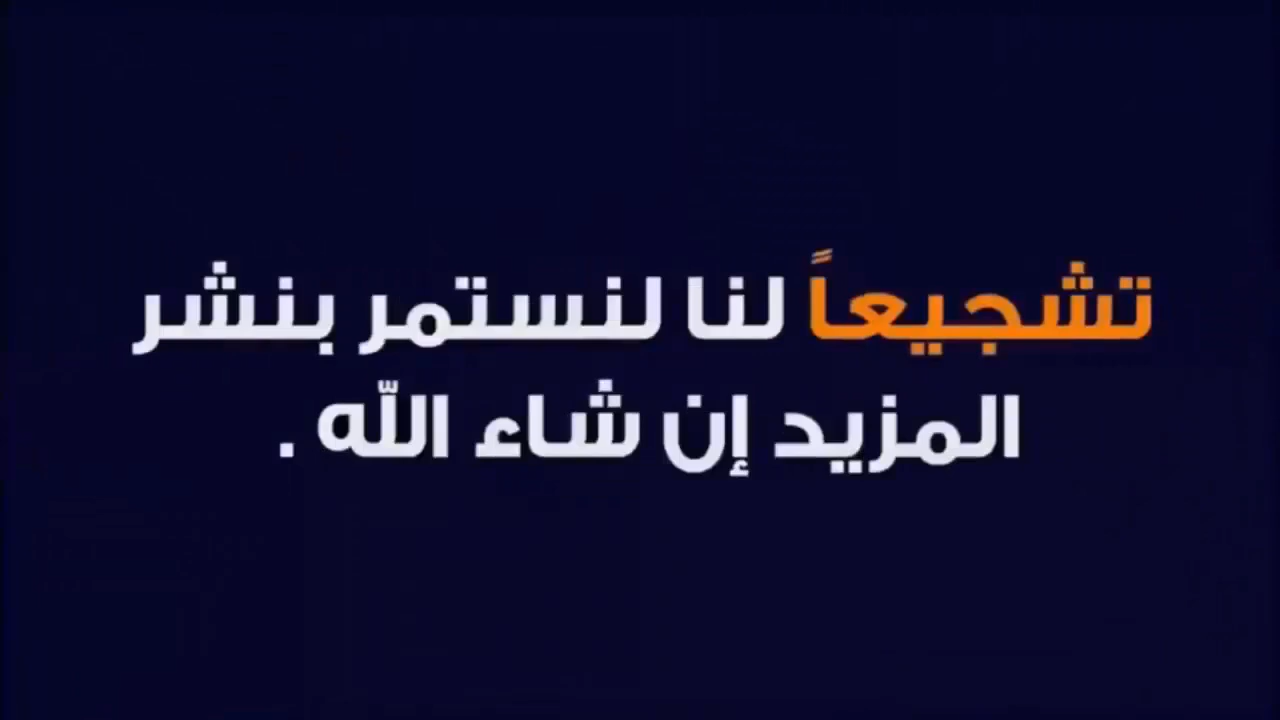 تشجيعاً لنا لنستمر بنشر
المزيد إن شاء اللّه .